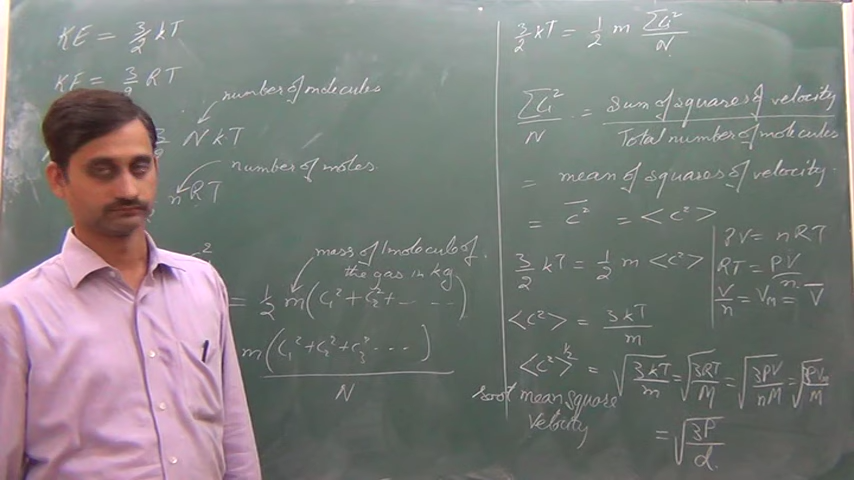 KE = 3/2 kT
KE = 3/2 RT
number of molecules
N kT
number of moles.
n RT
c²
mass of 1 molecule of
the gas in kg
= 1/2 m (c₁² + c₂² + - - - -)
m (c₁² + c₂² + c₃² - - - -)
N
3/2 kT = 1/2 m ΣCi²/N
ΣCi²/N = Sum of squares of velocity / Total number of molecules
= mean of squares of velocity.
= c̅² = <c²>
3/2 kT = 1/2 m <c²>
PV = nRT
RT = PV/n
V/n = V_M = V̅
<c²> = 3kT/m
<c²>^1/2 = √(3kT/m) = √(3RT/M) = √(3PV/nM) = √(3PVm/M)
root mean square
velocity
= √(3P/d)